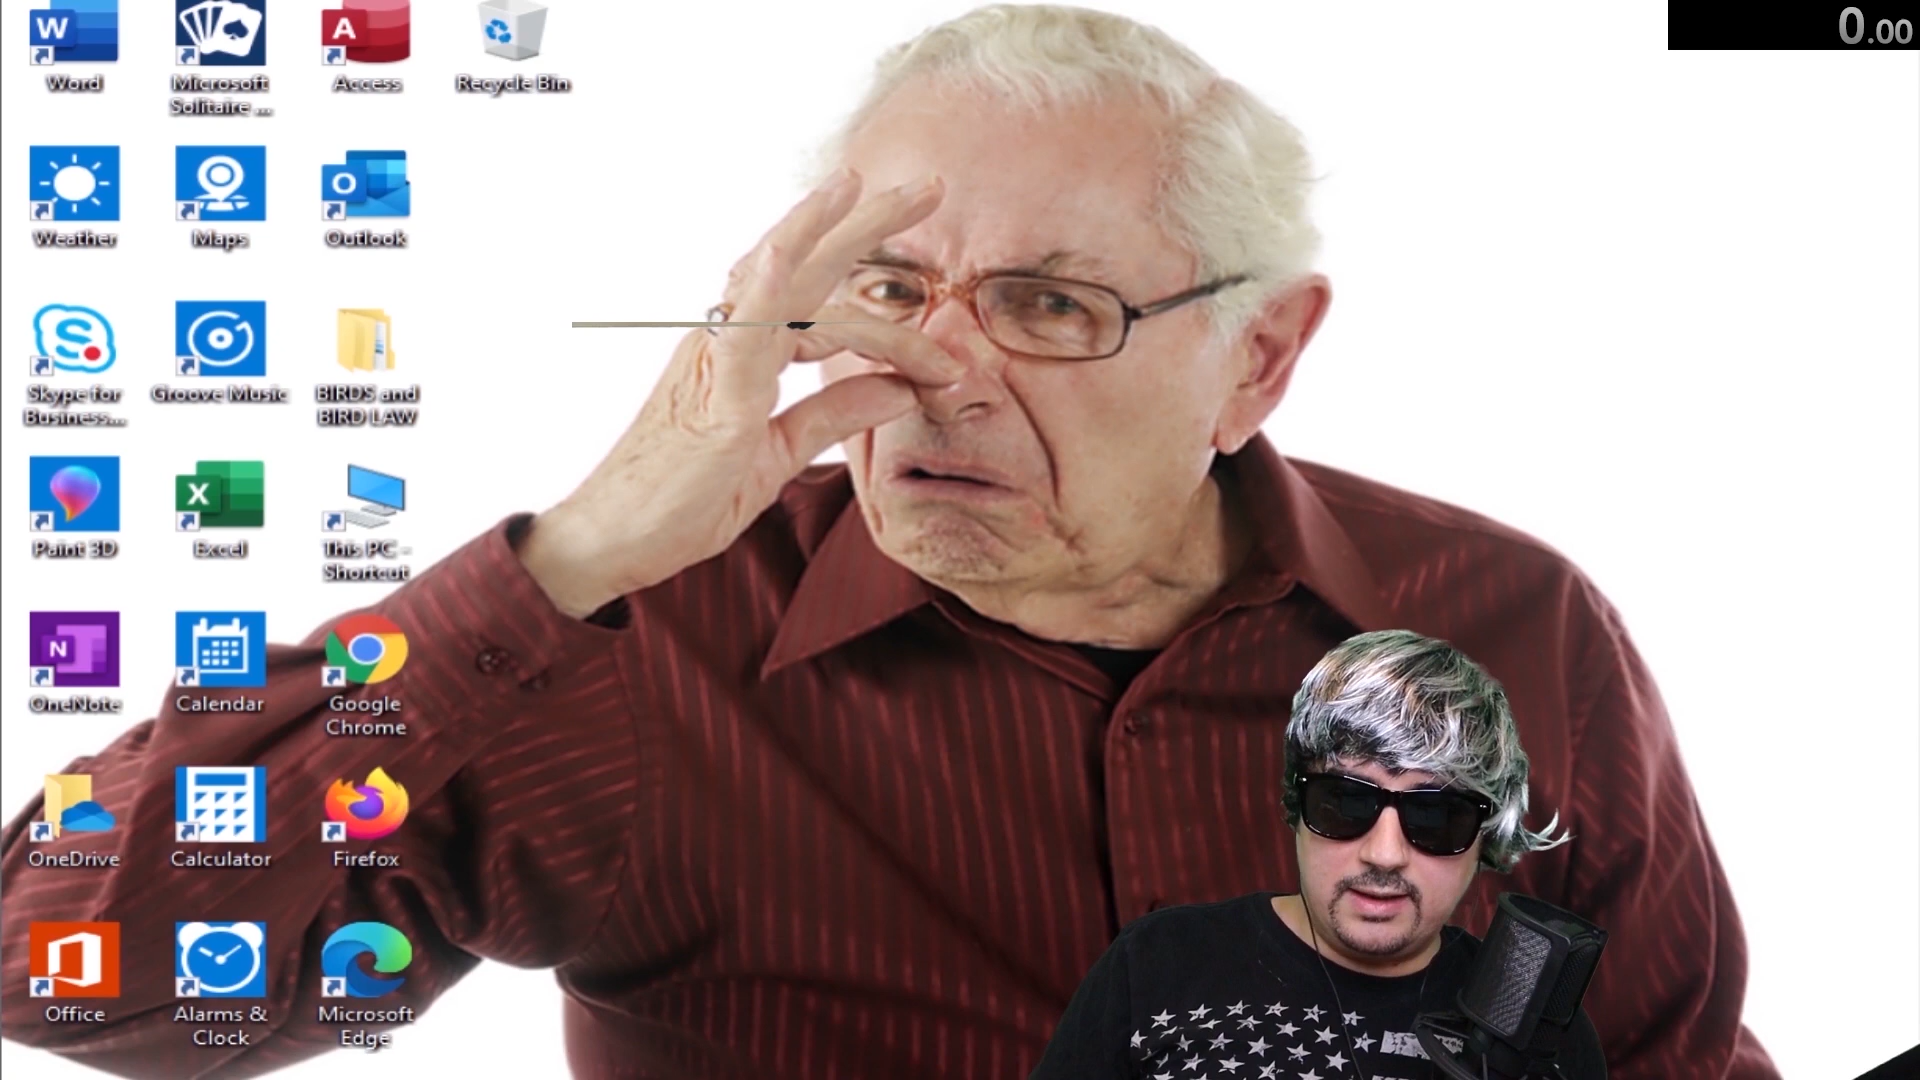 0.00
Word
Microsoft
Solitaire ...
Access
Recycle Bin
Weather
Maps
Outlook
Skype for
Business...
Groove Music
BIRDS and
BIRD LAW
Paint 3D
Excel
This PC -
Shortcut
OneNote
Calendar
Google
Chrome
OneDrive
Calculator
Firefox
Office
Alarms &
Clock
Microsoft
Edge